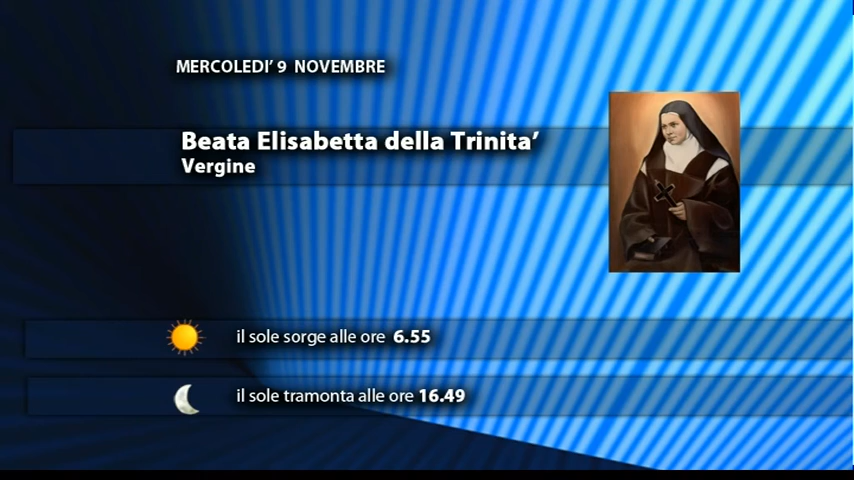 MERCOLEDI’ 9 NOVEMBRE
Beata Elisabetta della Trinita’
Vergine
il sole sorge alle ore 6.55
il sole tramonta alle ore 16.49